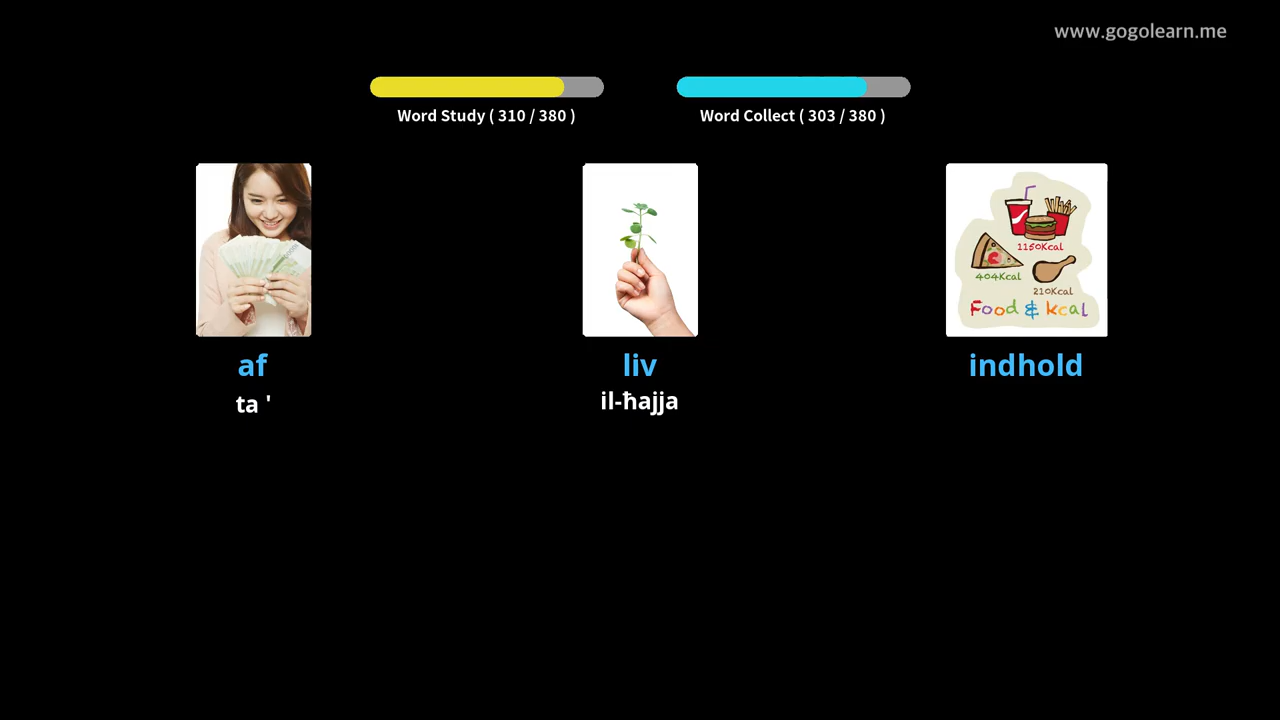 www.gogolearn.me
Word Study ( 310 / 380 )
Word Collect ( 303 / 380 )
1150Kcal
404Kcal
210Kcal
Food & kcal
af
liv
indhold
ta '
il-ħajja